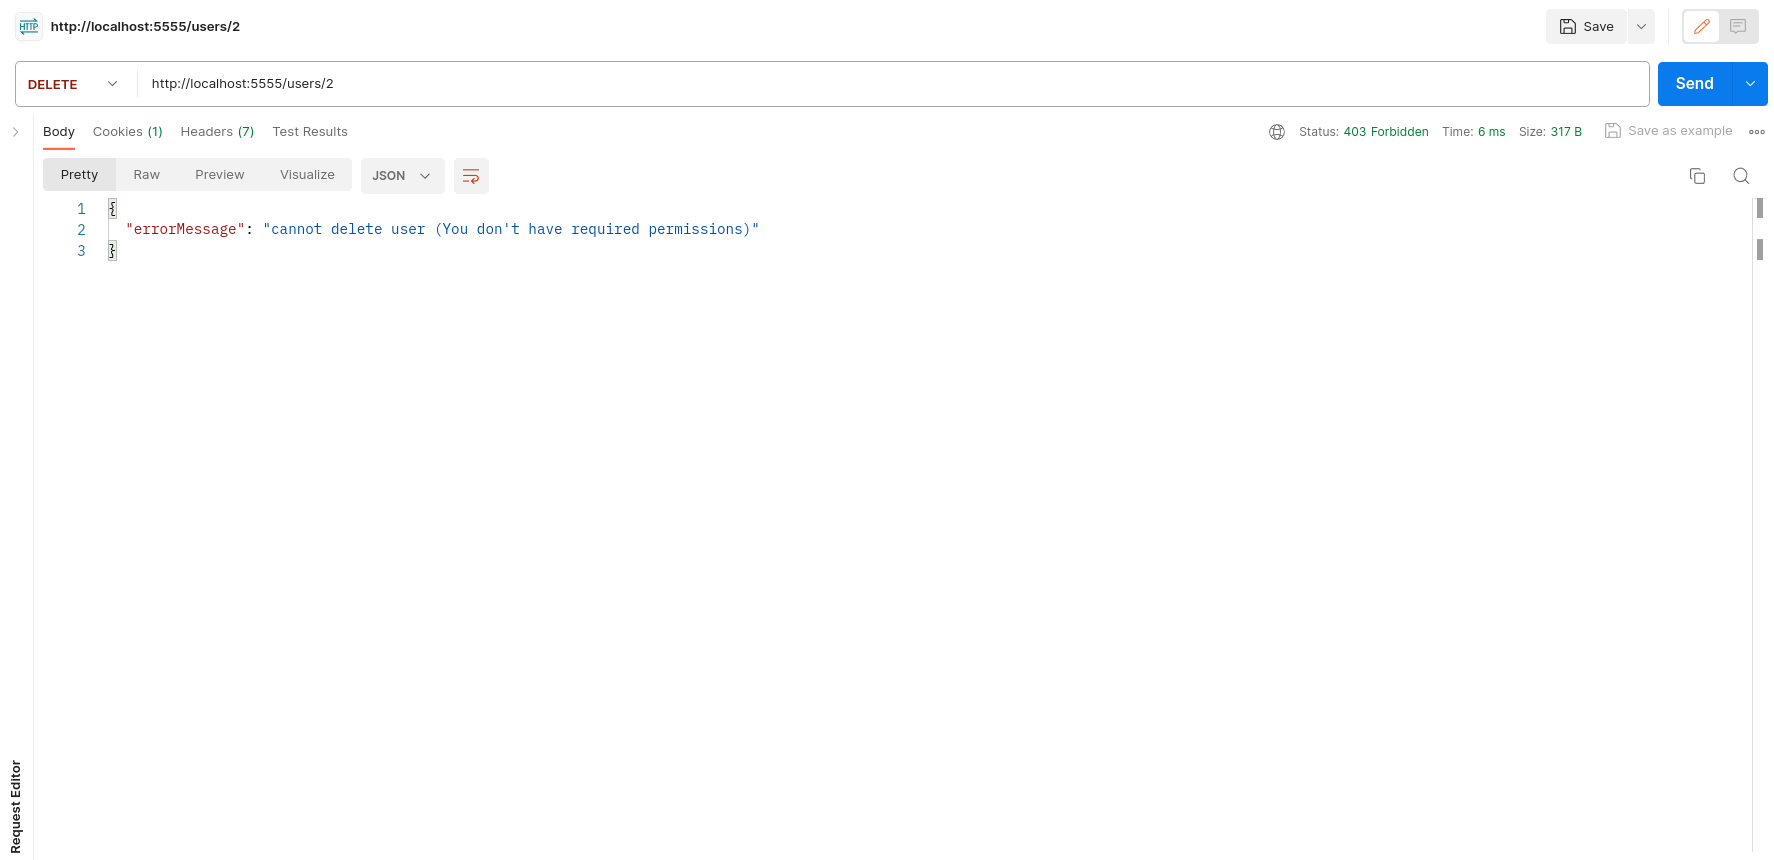 HTTP http://localhost:5555/users/2 Save
DELETE http://localhost:5555/users/2 Send
Body Cookies (1) Headers (7) Test Results Status: 403 Forbidden Time: 6 ms Size: 317 B Save as example
Pretty Raw Preview Visualize JSON
1 {
2 "errorMessage": "cannot delete user (You don't have required permissions)"
3 }
Request Editor